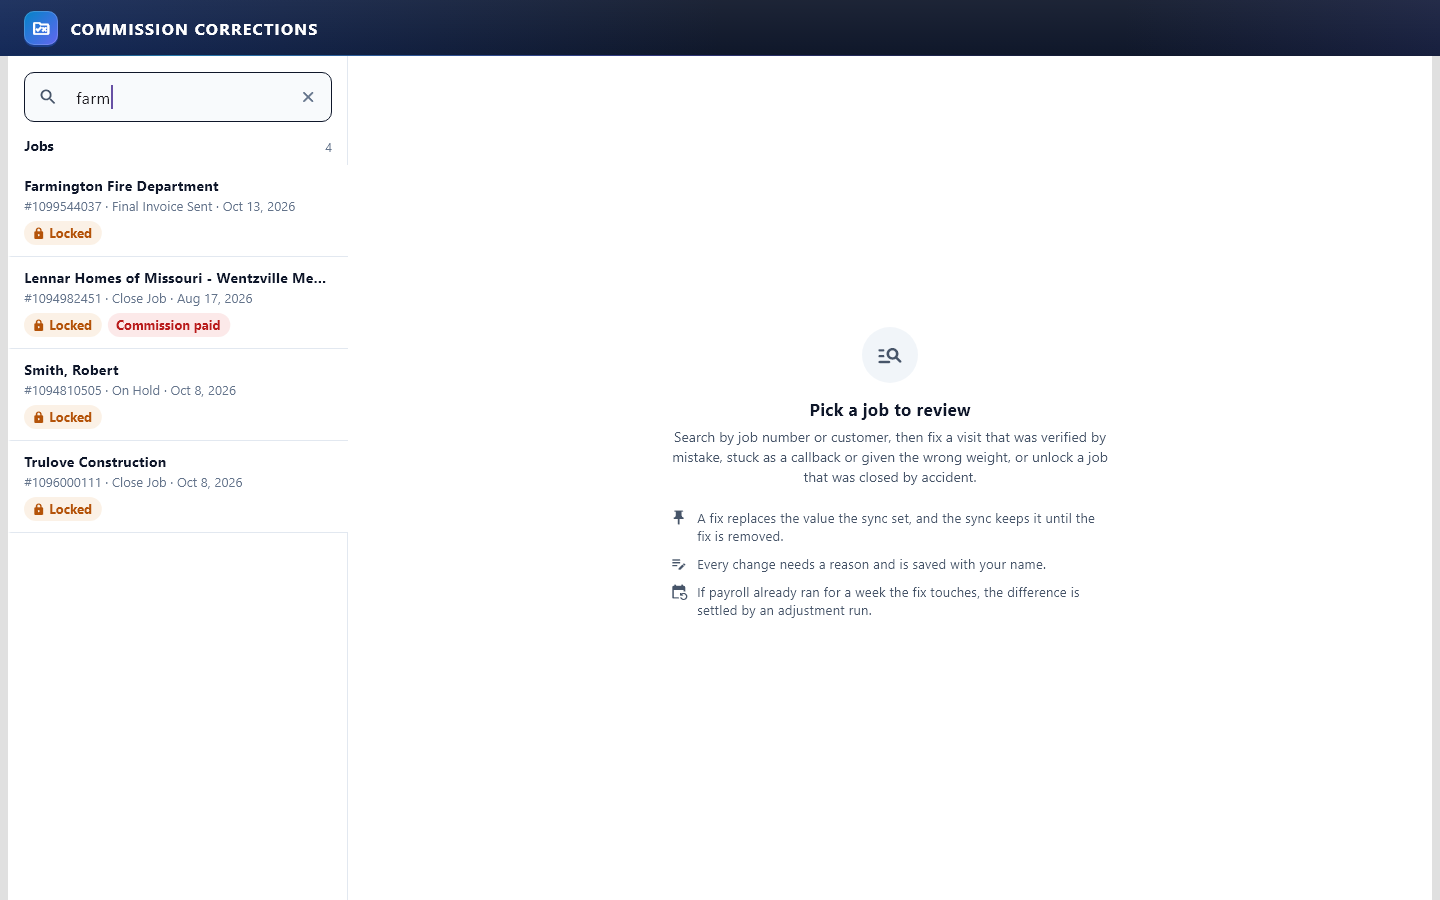 COMMISSION CORRECTIONS
farm
Jobs
4
Farmington Fire Department
#1099544037 · Final Invoice Sent · Oct 13, 2026
Locked
Lennar Homes of Missouri - Wentzville Me...
#1094982451 · Close Job · Aug 17, 2026
Locked
Commission paid
Smith, Robert
#1094810505 · On Hold · Oct 8, 2026
Locked
Trulove Construction
#1096000111 · Close Job · Oct 8, 2026
Locked
Pick a job to review
Search by job number or customer, then fix a visit that was verified by
mistake, stuck as a callback or given the wrong weight, or unlock a job
that was closed by accident.
A fix replaces the value the sync set, and the sync keeps it until the
fix is removed.
Every change needs a reason and is saved with your name.
If payroll already ran for a week the fix touches, the difference is
settled by an adjustment run.